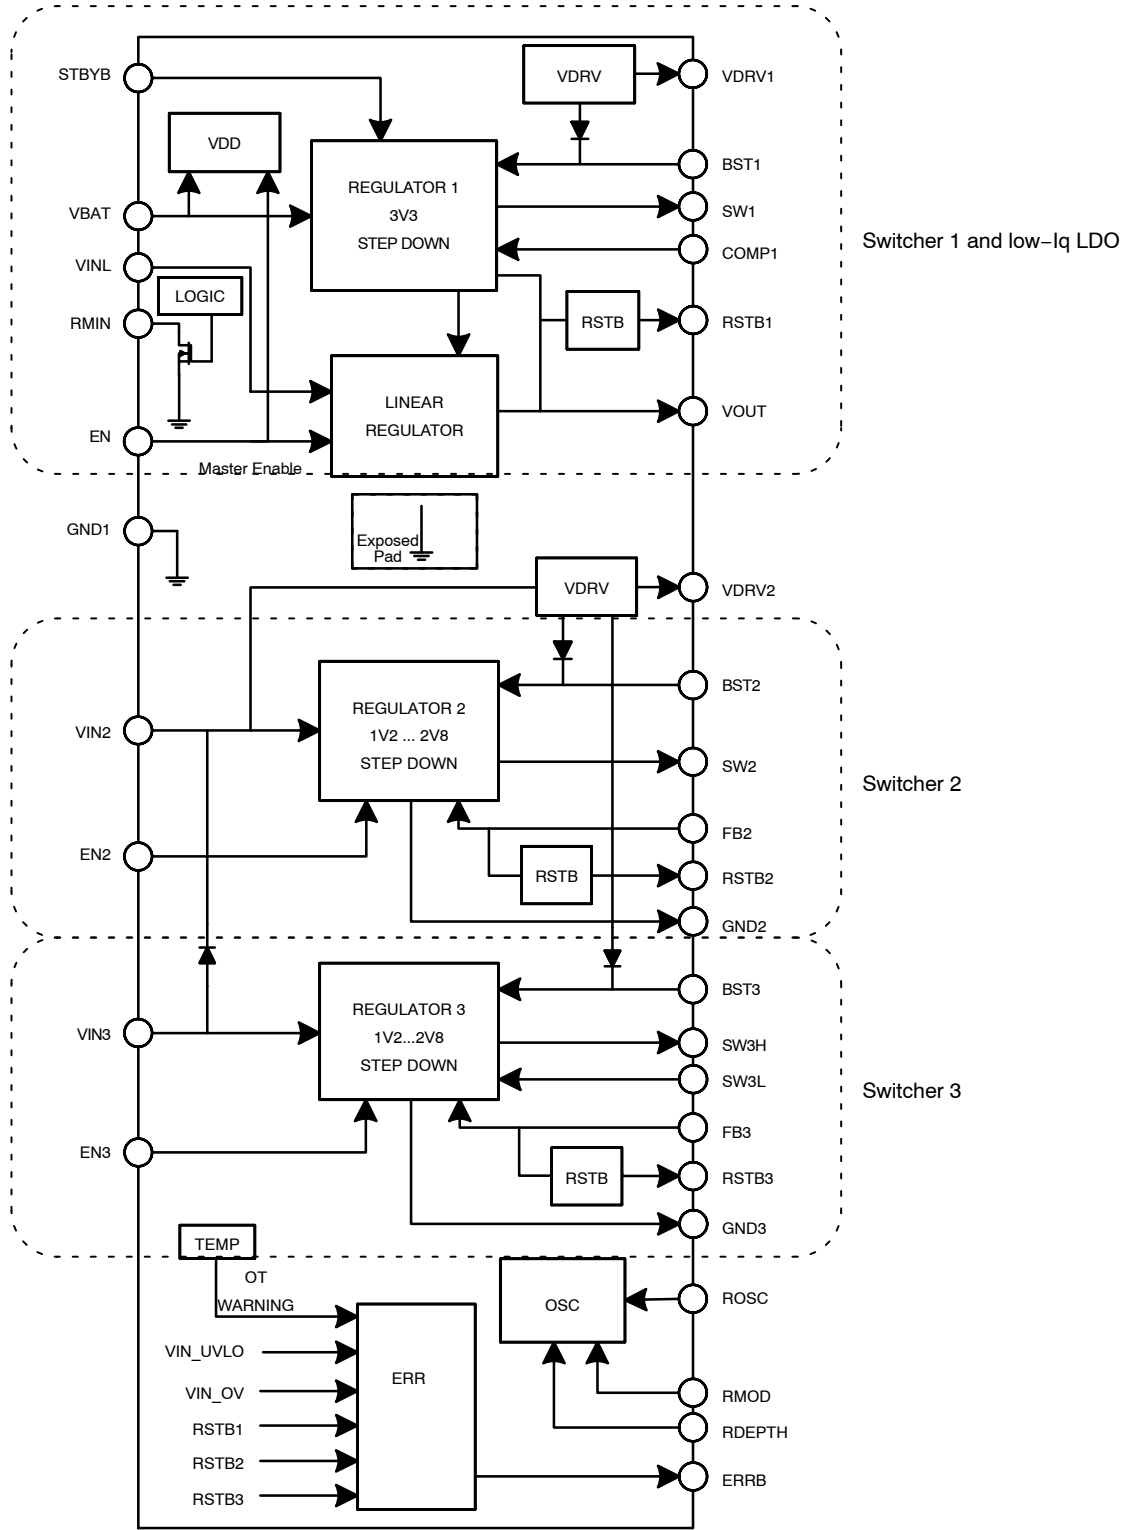 STBYB
VDRV
VDRV1
VDD
BST1
REGULATOR 1
3V3
STEP DOWN
VBAT
SW1
Switcher 1 and low−Iq LDO
COMP1
VINL
LOGIC
RMIN
RSTB
RSTB1
LINEAR
REGULATOR
VOUT
EN
Master Enable
GND1
Exposed
Pad
VDRV
VDRV2
BST2
REGULATOR 2
1V2 ... 2V8
STEP DOWN
VIN2
SW2
Switcher 2
FB2
EN2
RSTB
RSTB2
GND2
BST3
REGULATOR 3
1V2...2V8
STEP DOWN
VIN3
SW3H
SW3L
Switcher 3
FB3
EN3
RSTB
RSTB3
GND3
TEMP
OT
WARNING
OSC
ROSC
VIN_UVLO
ERR
VIN_OV
RMOD
RSTB1
RDEPTH
RSTB2
ERRB
RSTB3